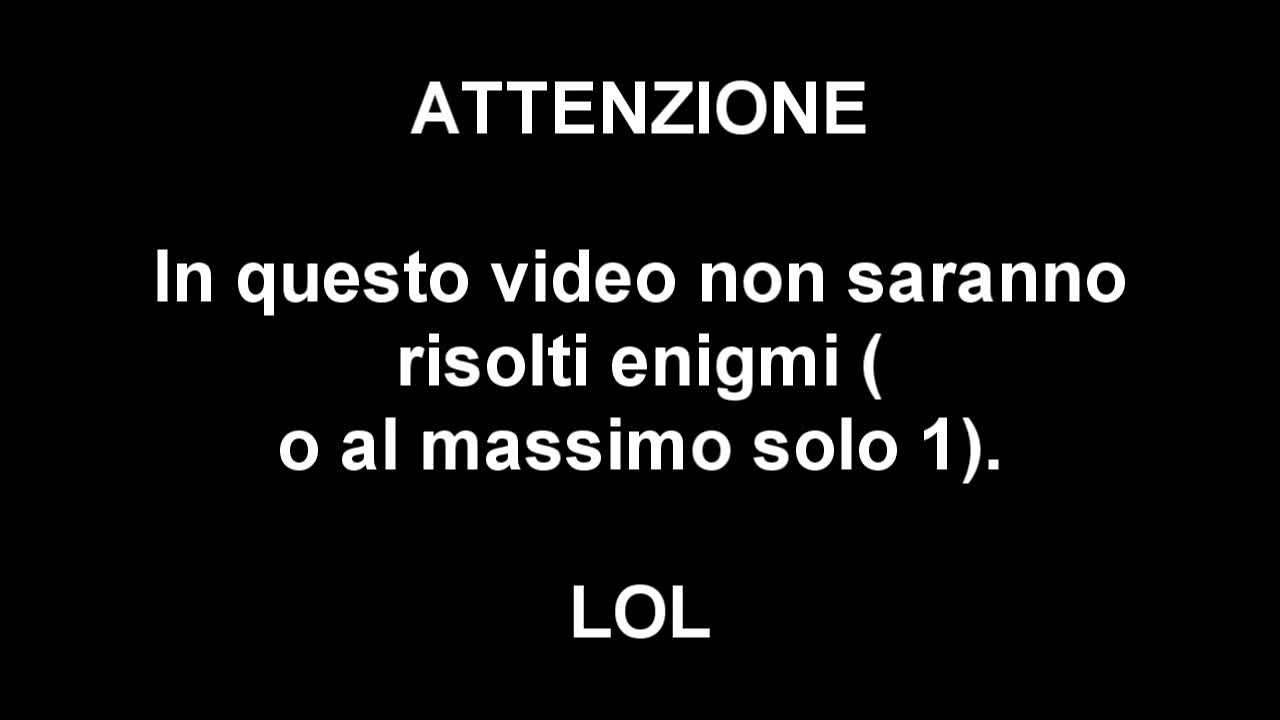 ATTENZIONE
In questo video non saranno
risolti enigmi (
o al massimo solo 1).
LOL